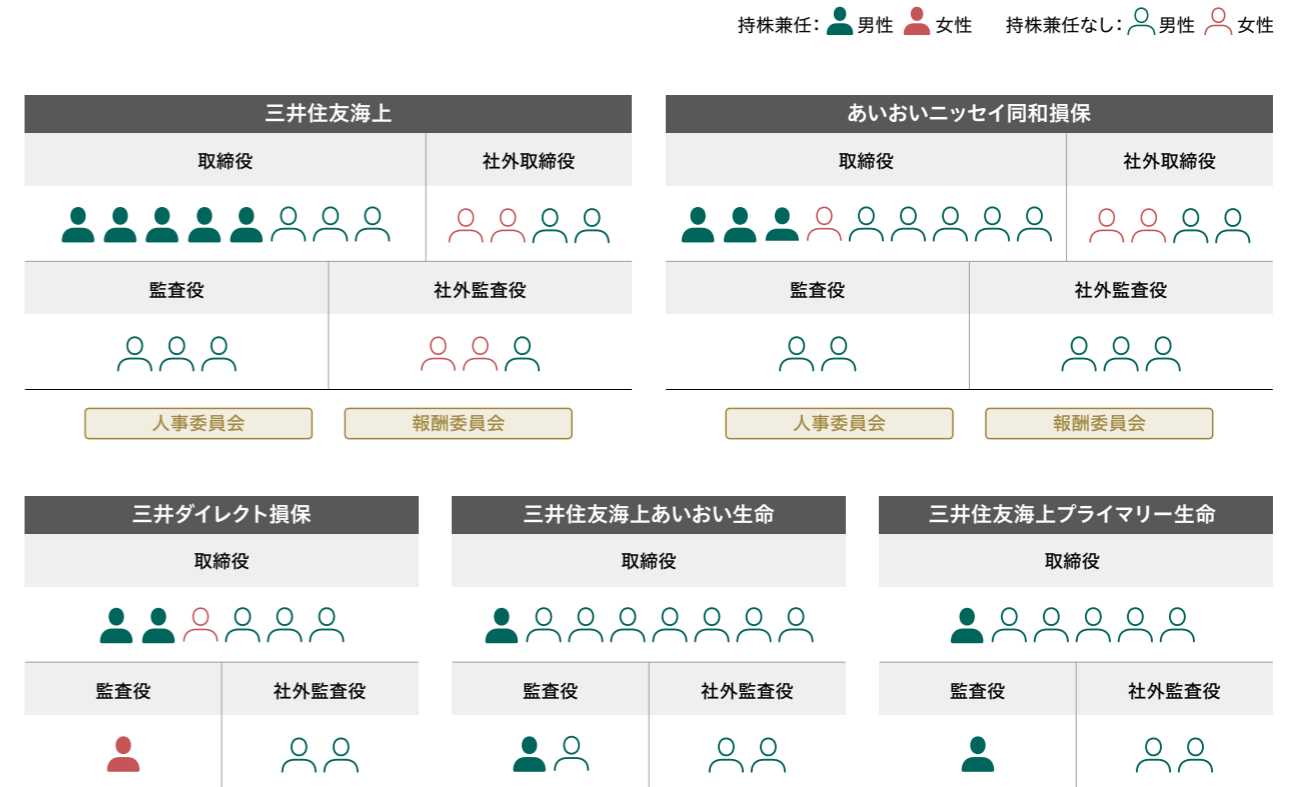 持株兼任： 男性 女性 持株兼任なし： 男性 女性
三井住友海上
取締役 社外取締役
監査役 社外監査役
人事委員会 報酬委員会
あいおいニッセイ同和損保
取締役 社外取締役
監査役 社外監査役
人事委員会 報酬委員会
三井ダイレクト損保
取締役
監査役 社外監査役
三井住友海上あいおい生命
取締役
監査役 社外監査役
三井住友海上プライマリー生命
取締役
監査役 社外監査役